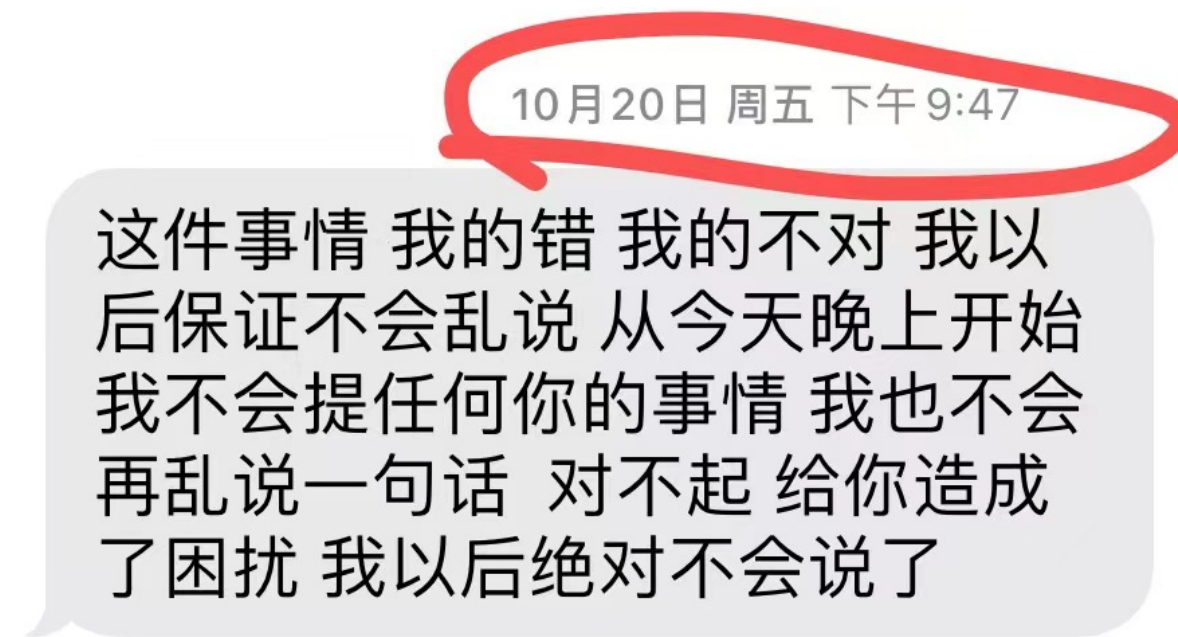 10月20日 周五 下午9:47
这件事情 我的错 我的不对 我以
后保证不会乱说 从今天晚上开始
我不会提任何你的事情 我也不会
再乱说一句话  对不起 给你造成
了困扰 我以后绝对不会说了